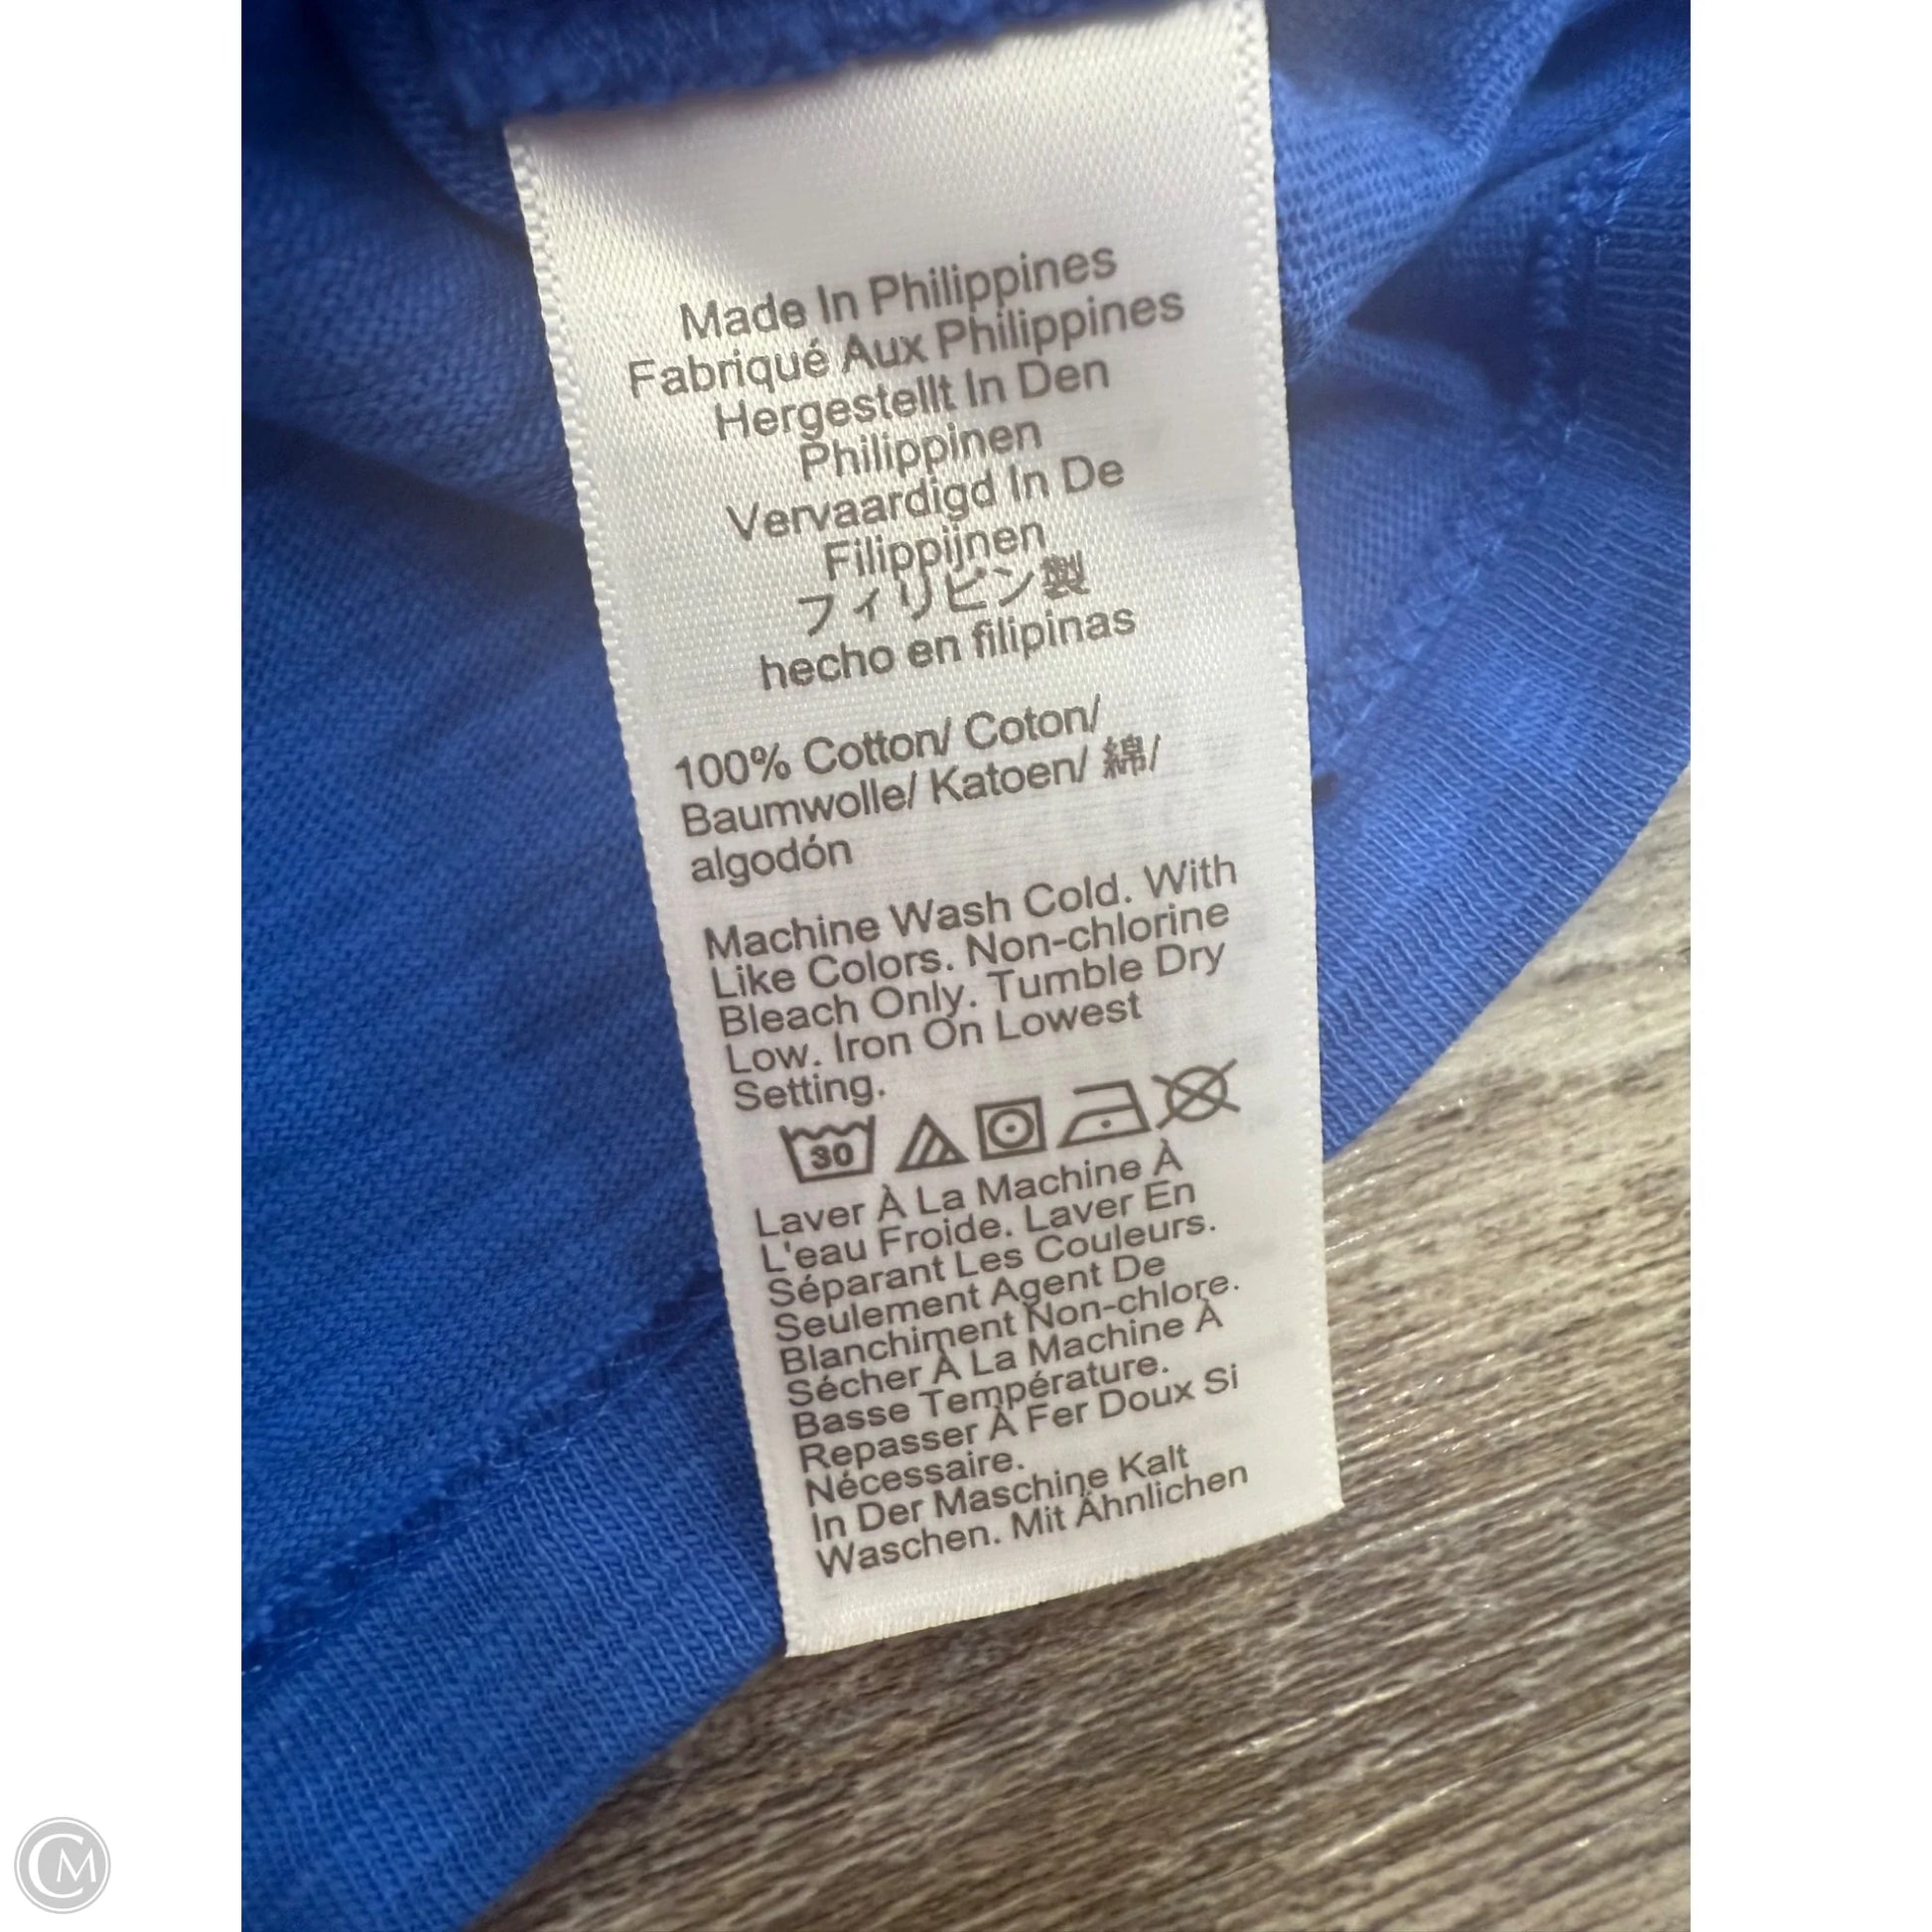 Made In Philippines
Fabriqué Aux Philippines
Hergestellt In Den
Philippinen
Vervaardigd In De
Filippijnen
フィリピン製
hecho en filipinas
100% Cotton/ Coton/
Baumwolle/ Katoen/ 綿/
algodón
Machine Wash Cold. With
Like Colors. Non-chlorine
Bleach Only. Tumble Dry
Low. Iron On Lowest
Setting.
30
Laver À La Machine À
L'eau Froide. Laver En
Séparant Les Couleurs.
Seulement Agent De
Blanchiment Non-chlore.
Sécher À La Machine À
Basse Température.
Repasser À Fer Doux Si
Nécessaire.
In Der Maschine Kalt
Waschen. Mit Ähnlichen
CM